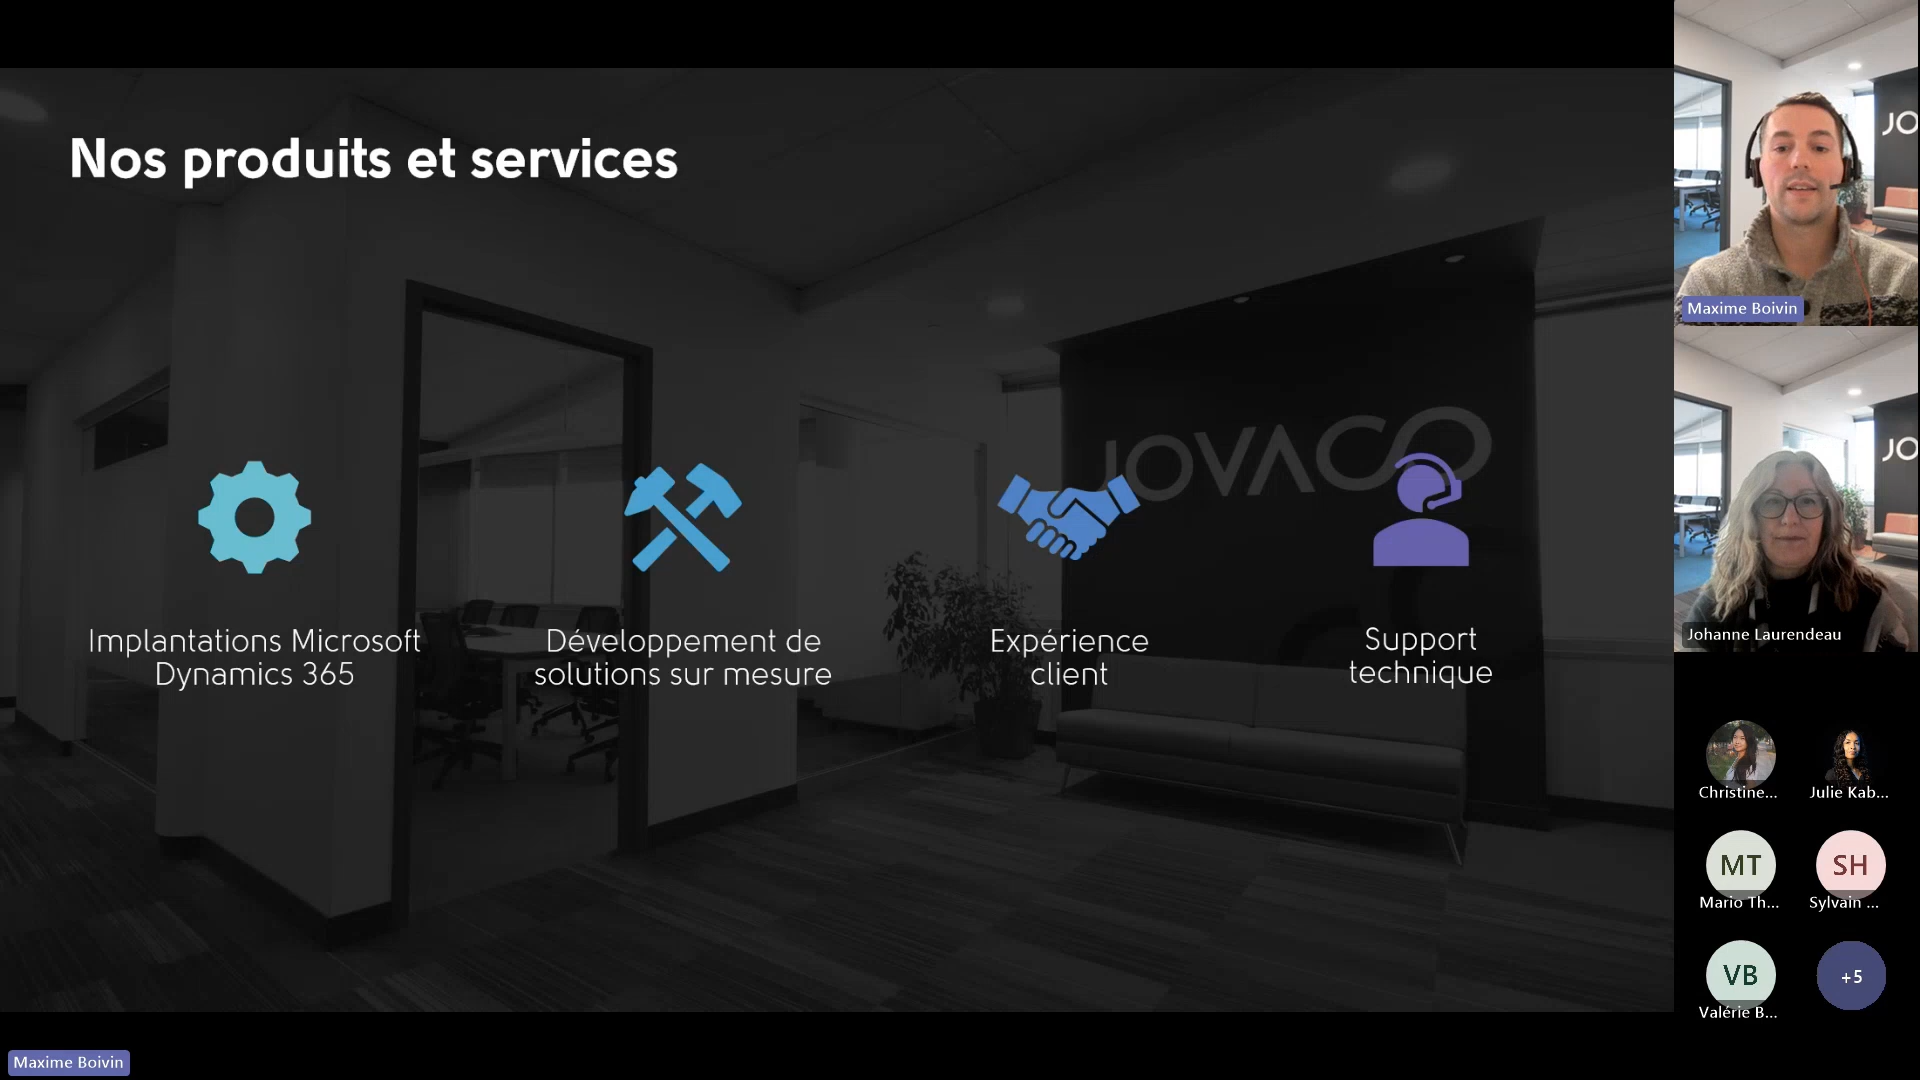 Nos produits et services
JOVACO
Implantations Microsoft
Dynamics 365
Développement de
solutions sur mesure
Expérience
client
Support
technique
JO
Maxime Boivin
JO
Johanne Laurendeau
Christine...
Julie Kab...
MT
Mario Th...
SH
Sylvain ...
VB
Valérie B...
+5
Maxime Boivin